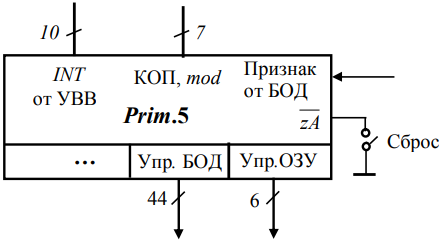 10
7
INT
от УВВ
КОП, mod
Признак
от БОД
Prim.5
zA
Сброс
...
Упр. БОД
Упр.ОЗУ
44
6